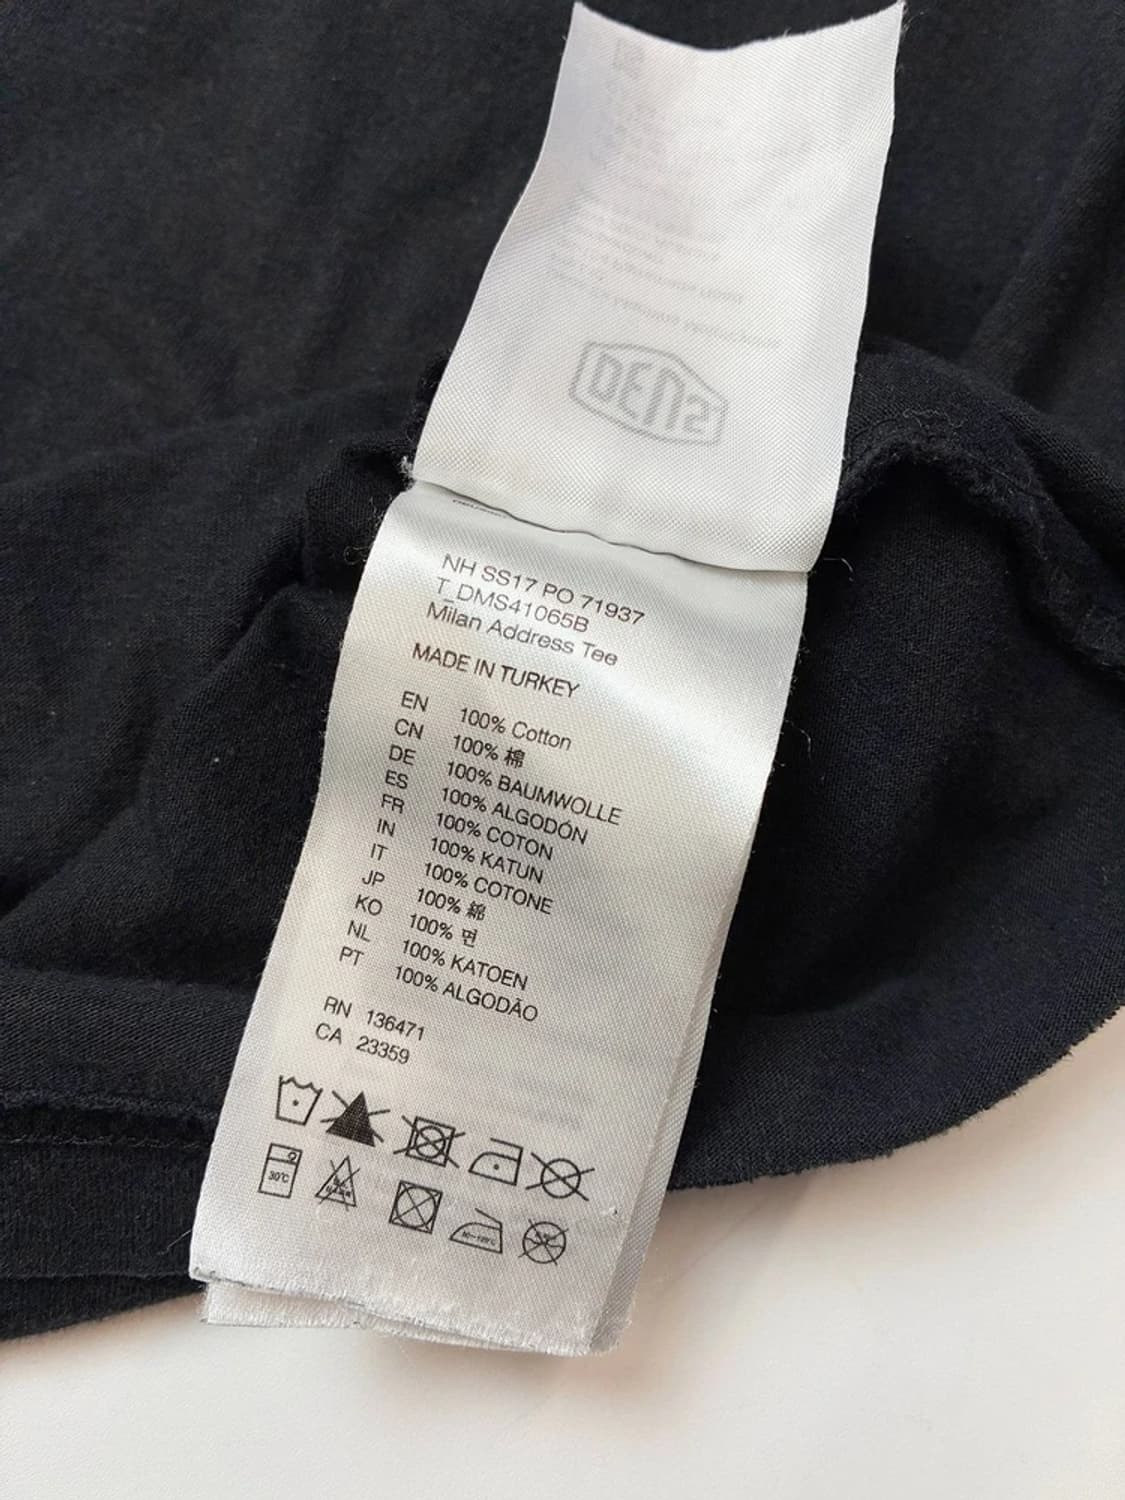 DEUS
NH SS17 PO 71937
T_DMS41065B
Milan Address Tee
MADE IN TURKEY
EN 100% Cotton
CN 100% 棉
DE 100% BAUMWOLLE
ES 100% ALGODÓN
FR 100% COTON
IN 100% KATUN
IT 100% COTONE
JP 100% 綿
KO 100% 면
NL 100% KATOEN
PT 100% ALGODÃO
RN 136471
CA 23359
30°C